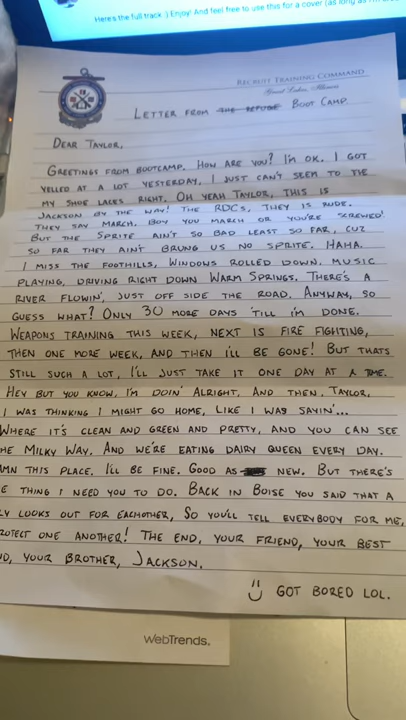 Here's the full track :) Enjoy! And feel free to use this for a cover (as long as I'm
RECRUIT TRAINING COMMAND
Great Lakes, Illinois
LETTER FROM THE REFUGE BOOT CAMP.
DEAR TAYLOR,
GREETINGS FROM BOOTCAMP. HOW ARE YOU? I'M OK. I GOT
YELLED AT A LOT YESTERDAY, I JUST CAN'T SEEM TO TIE
MY SHOE LACES RIGHT. OH YEAH TAYLOR, THIS IS
JACKSON BY THE WAY! THE RDCs, THEY IS RUDE.
THEY SAY MARCH. BOY YOU MARCH OR YOU'RE SCREWED!
BUT THE SPRITE AIN'T SO BAD LEAST SO FAR, CUZ
SO FAR THEY AIN'T BRUNG US NO SPRITE. HAHA.
I MISS THE FOOTHILLS, WINDOWS ROLLED DOWN. MUSIC
PLAYING, DRIVING RIGHT DOWN WARM SPRINGS. THERE'S A
RIVER FLOWIN', JUST OFF SIDE THE ROAD. ANYWAY, SO
GUESS WHAT? ONLY 30 MORE DAYS 'TILL I'M DONE.
WEAPONS TRAINING THIS WEEK, NEXT IS FIRE FIGHTING,
THEN ONE MORE WEEK, AND THEN I'LL BE GONE! BUT THATS
STILL SUCH A LOT, I'LL JUST TAKE IT ONE DAY AT A TIME.
HEY BUT YOU KNOW, I'M DOIN' ALRIGHT. AND THEN, TAYLOR,
I WAS THINKING I MIGHT GO HOME, LIKE I WAS SAYIN'...
WHERE IT'S CLEAN AND GREEN AND PRETTY, AND YOU CAN SEE
HE MILKY WAY. AND WE'RE EATING DAIRY QUEEN EVERY DAY.
MN THIS PLACE. I'LL BE FINE. GOOD AS NEW. BUT THERE'S
E THING I NEED YOU TO DO. BACK IN BOISE YOU SAID THAT A
LY LOOKS OUT FOR EACHOTHER, SO YOU'LL TELL EVERYBODY FOR ME,
ROTECT ONE ANOTHER! THE END, YOUR FRIEND, YOUR BEST
ND, YOUR BROTHER, JACKSON.
GOT BORED LOL.
WebTrends.